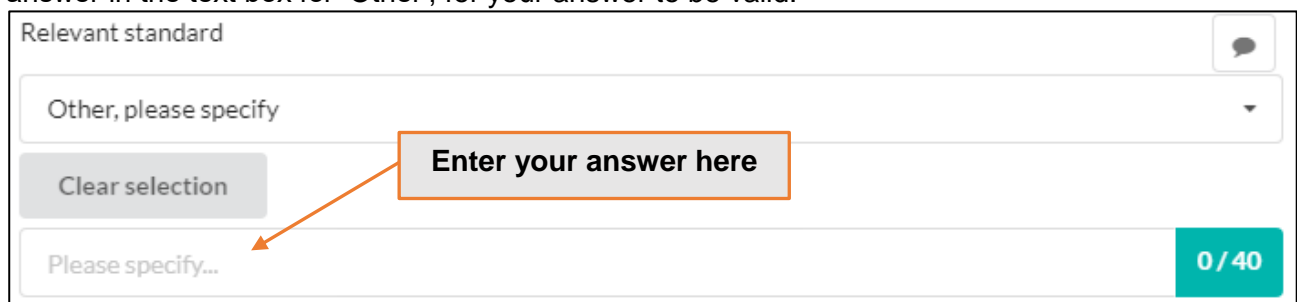 answer in the text box for 'Other', for your answer to be valid.
Relevant standard
Other, please specify
Enter your answer here
Clear selection
Please specify...
0 / 40